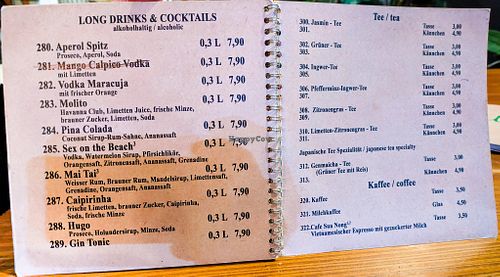 LONG DRINKS & COCKTAILS
alkoholhaltig / alcoholic
280. Aperol Spitz 0,3 L 7,90
Proseco, Aperol, Soda
281. Mango Calpico Vodka 0,3 L 7,90
mit Limetten
282. Vodka Maracuja 0,3 L 7,90
mit frischer Orange
283. Molito 0,3 L 7,90
Havanna Club, Limetten Juice, frische Minze,
brauner Zucker, Limetten, Soda
284. Pina Colada 0,3 L 7,90
Coconut Sirup-Rum-Sahne, Ananassaft
285. Sex on the Beach³ 0,3 L 7,90
Vodka, Watermelon Sirup, Pfirsichlikör,
Orangensaft, Zitronensaft, Ananassaft, Grenadine
286. Mai Tai³ 0,3 L 7,90
Weisser Rum, Brauner Rum, Mandelsirup, Limettensaft,
Grenadine, Orangensaft, Ananassaft
287. Caipirinha 0,3 L 7,90
frische Limetten, brauner Zucker, Caipirinha,
Soda, frische Minze
288. Hugo 0,3 L 7,90
Proseco, Holundersirup, Minze, Soda
289. Gin Tonic 0,3 L 7,90
Tee / tea
300. Jasmin - Tee Tasse 3,00
301. Kännchen 4,90
302. Grüner - Tee Tasse 3,00
303. Kännchen 4,90
304. Ingwer-Tee Tasse 3,00
305. Kännchen 4,90
306. Pfefferminz-Ingwer-Tee Tasse 3,00
307. Kännchen 4,90
308. Zitronengras - Tee Tasse 3,00
309. Kännchen 4,90
310. Limetten-Zitronengras - Tee Tasse
311. Kännchen 4,90
Japanische Tee Spezialität / japanese tea specialty
312. Genmaicha - Tee Tasse 3,50
(Grüner Tee mit Reis)
313. Kännchen 4,90
Kaffee / coffee
320. Kaffee Tasse 3,50
321. Milchkaffee Glas 4,50
322. Cafe Sua Nong Tasse 3,50
Vietnamesischer Espresso mit gezuckerter Milch